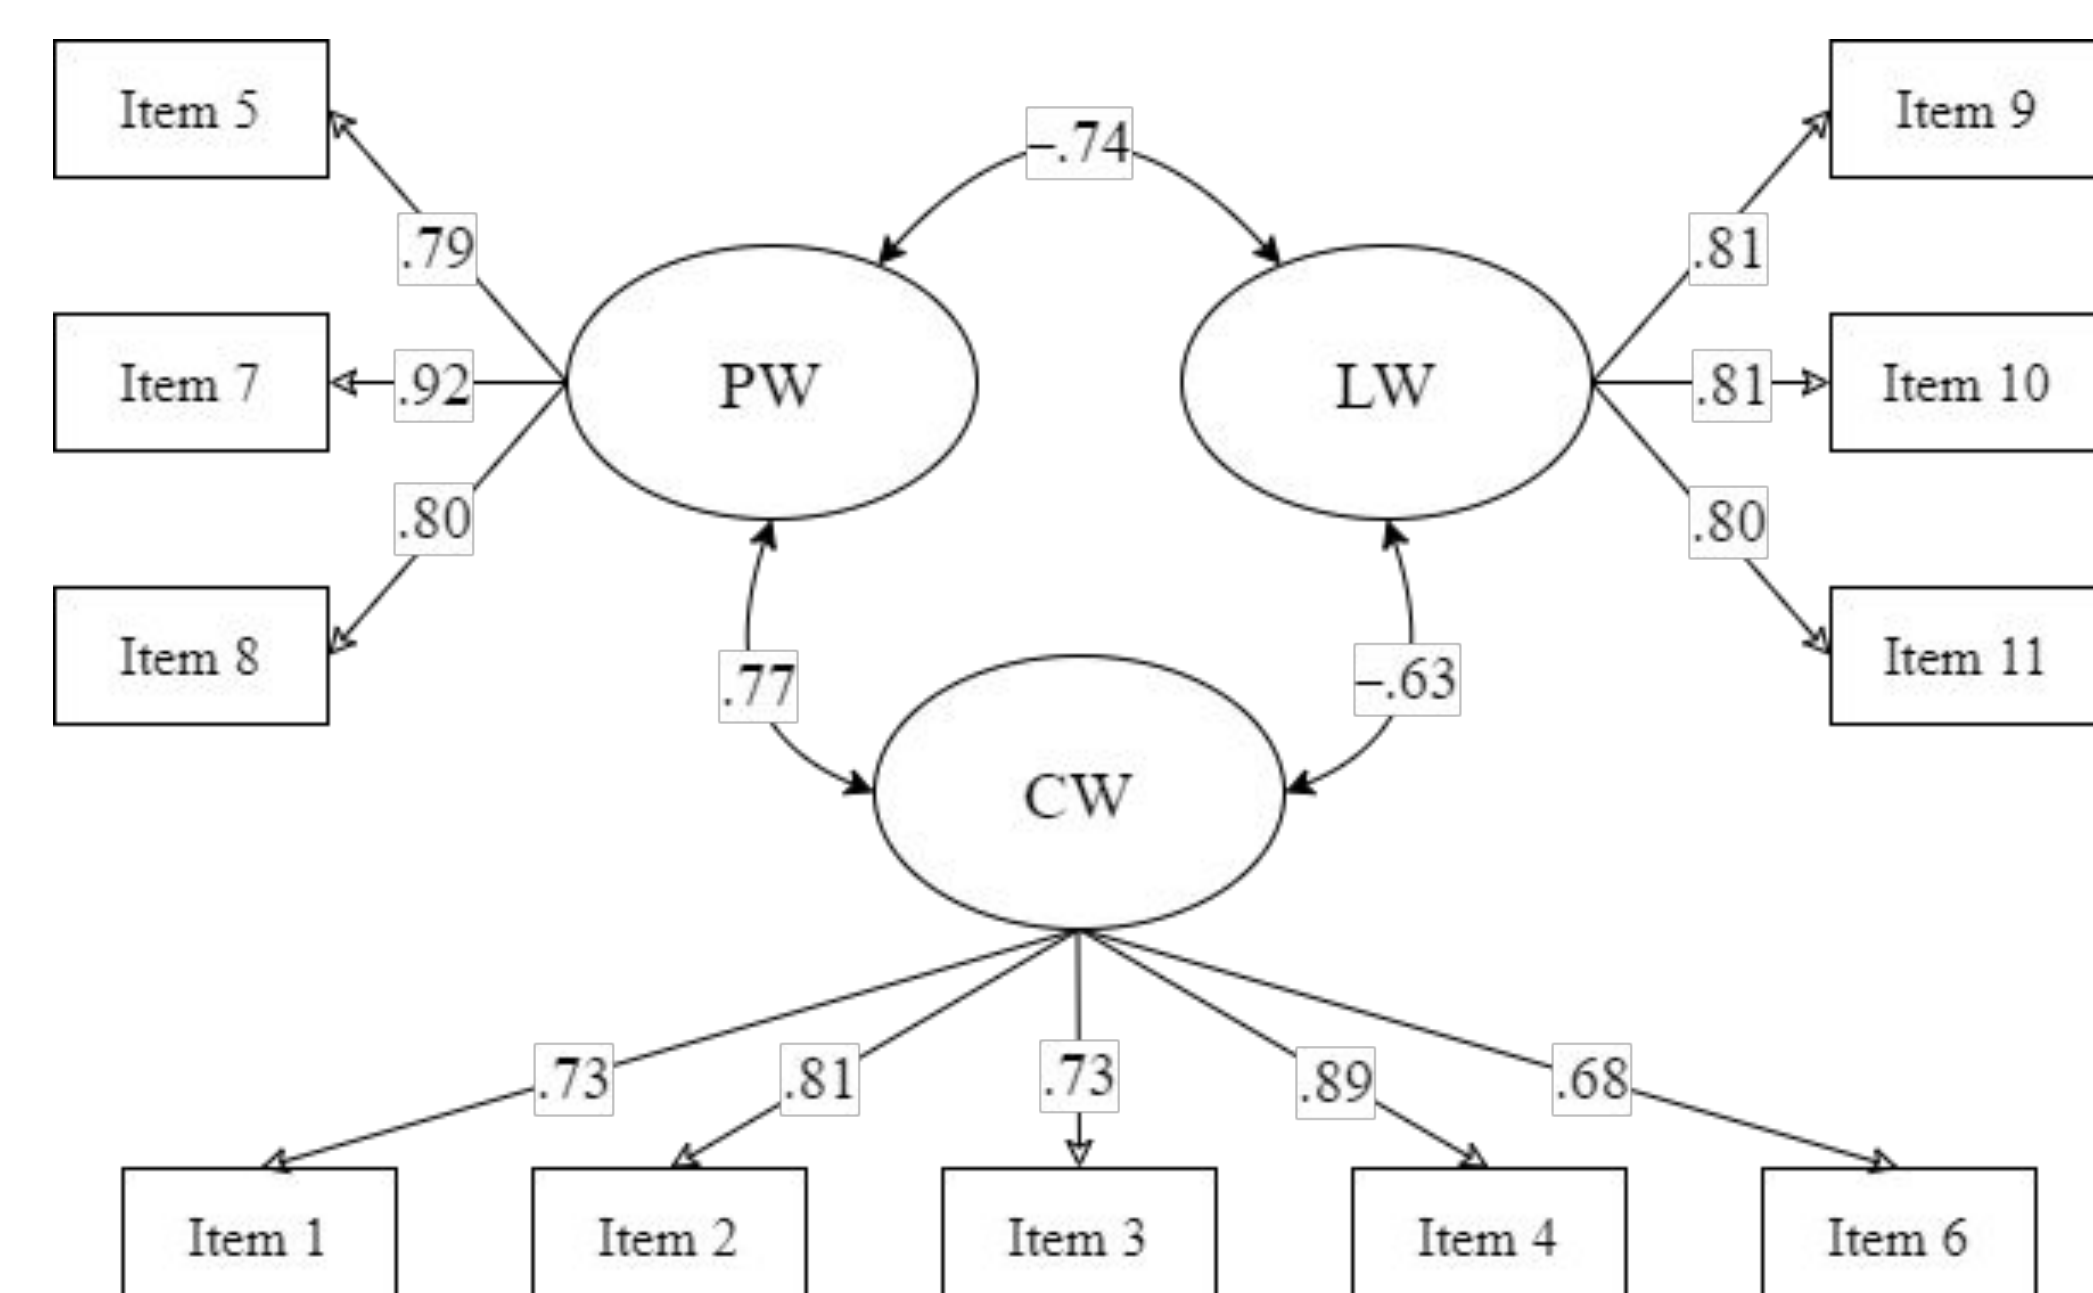 Item 5
Item 9
–.74
.79
.81
Item 7
.92
PW
LW
.81
Item 10
.80
.80
Item 8
.77
–.63
Item 11
CW
.73
.81
.73
.89
.68
Item 1
Item 2
Item 3
Item 4
Item 6